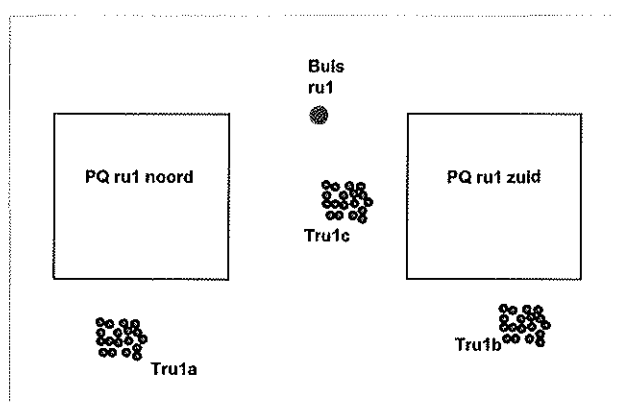 Buis
ru1
PQ ru1 noord
PQ ru1 zuid
Tru1c
Tru1a
Tru1b